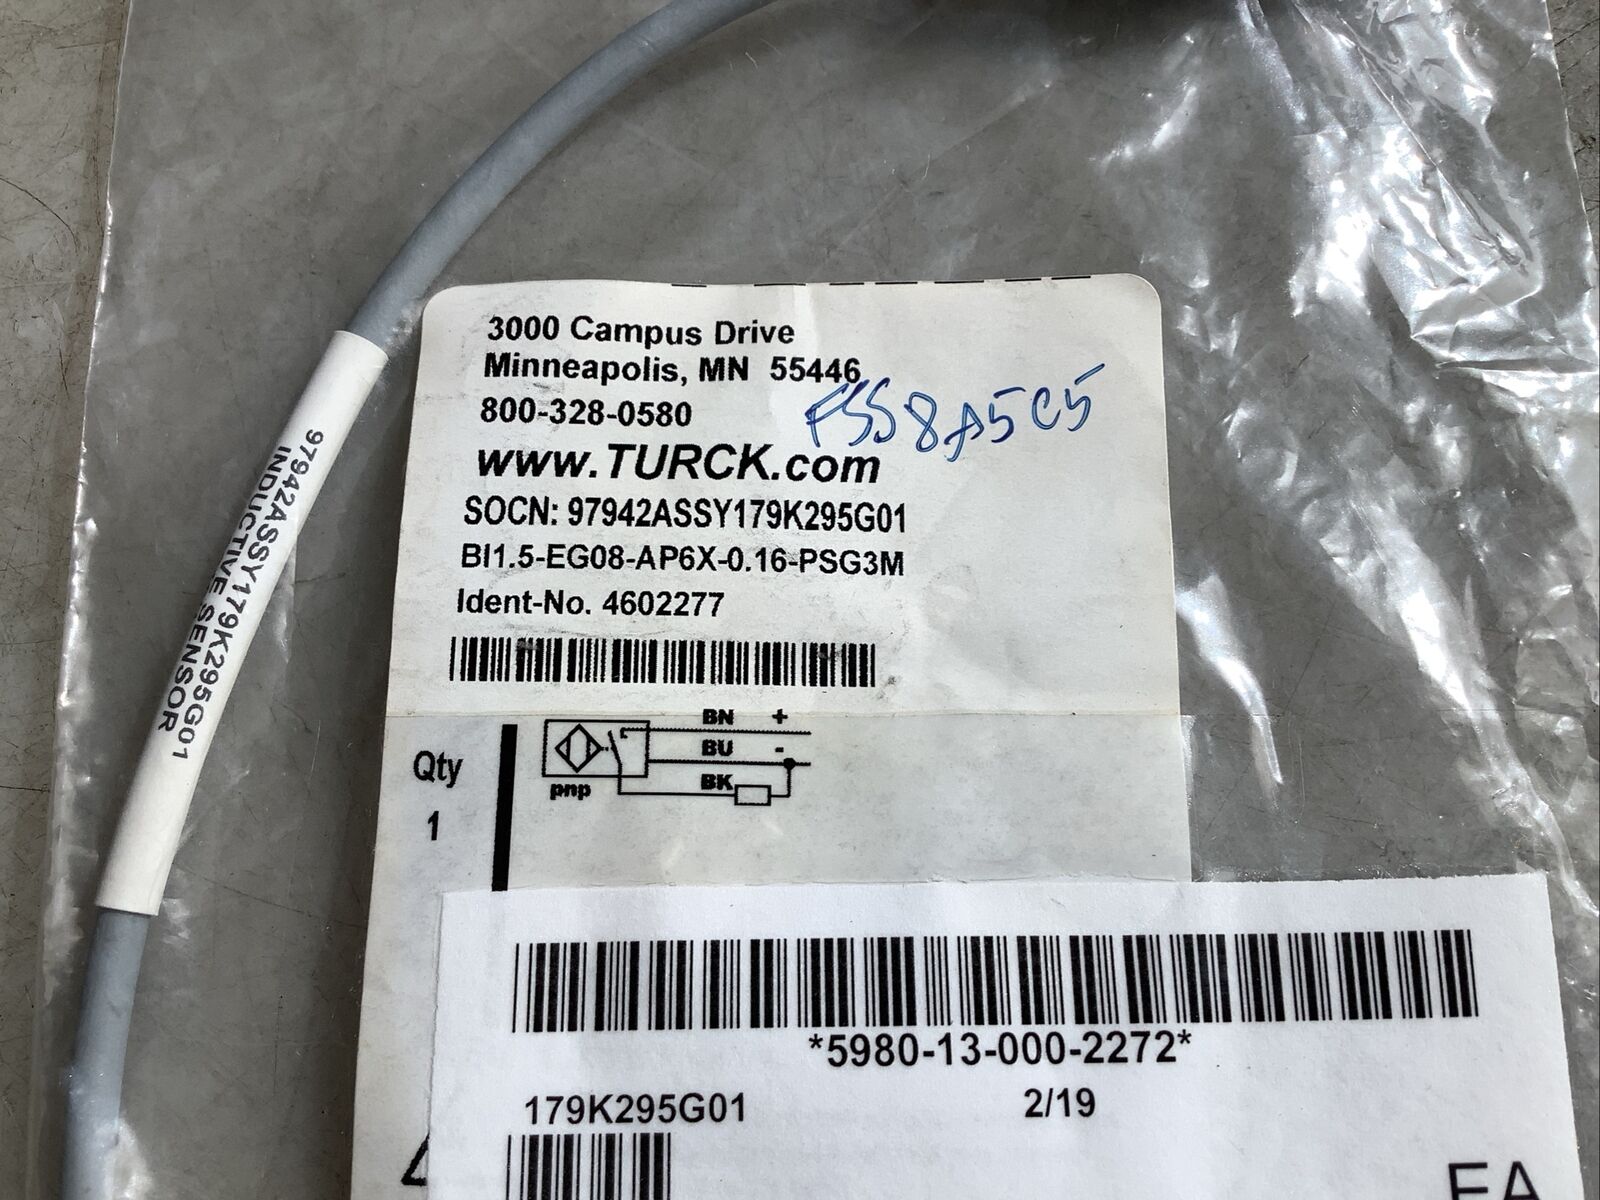 97942ASSY179K295G01
INDUCTIVE SENSOR
3000 Campus Drive
Minneapolis, MN 55446
800-328-0580
FSS8A5C5
www.TURCK.com
SOCN: 97942ASSY179K295G01
BI1.5-EG08-AP6X-0.16-PSG3M
Ident-No. 4602277
Qty
1
BN +
BU -
BK
pnp
*5980-13-000-2272*
179K295G01 2/19
EA